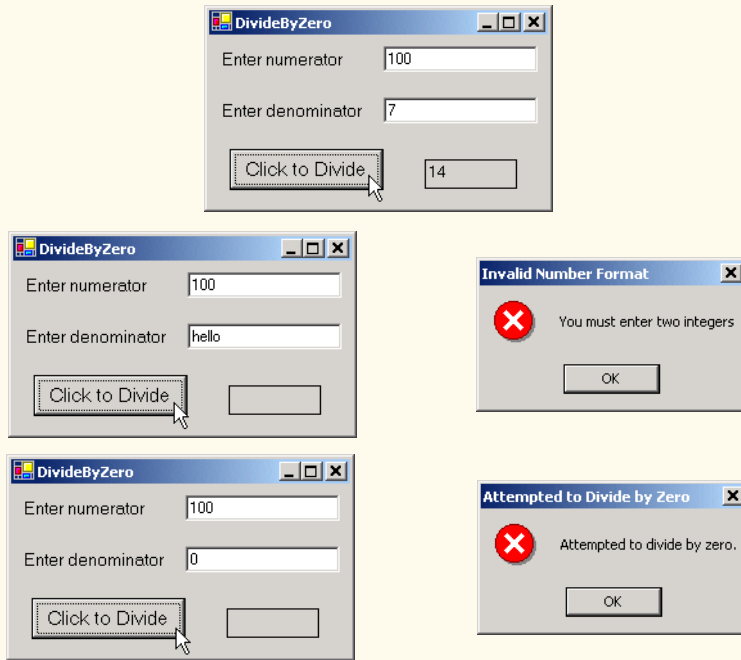 DivideByZero
Enter numerator 100
Enter denominator 7
Click to Divide 14
DivideByZero
Enter numerator 100
Enter denominator hello
Click to Divide
Invalid Number Format
You must enter two integers
OK
DivideByZero
Enter numerator 100
Enter denominator 0
Click to Divide
Attempted to Divide by Zero
Attempted to divide by zero.
OK